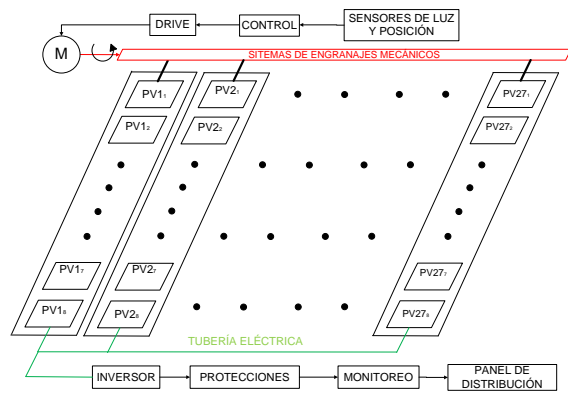 DRIVE
CONTROL
SENSORES DE LUZ
Y POSICIÓN
M
SITEMAS DE ENGRANAJES MECÁNICOS
PV1₁
PV2₁
PV27₁
PV1₂
PV2₂
PV27₂
PV1₇
PV2₇
PV27₇
PV1₈
PV2₈
PV27₈
TUBERÍA ELÉCTRICA
INVERSOR
PROTECCIONES
MONITOREO
PANEL DE
DISTRIBUCIÓN